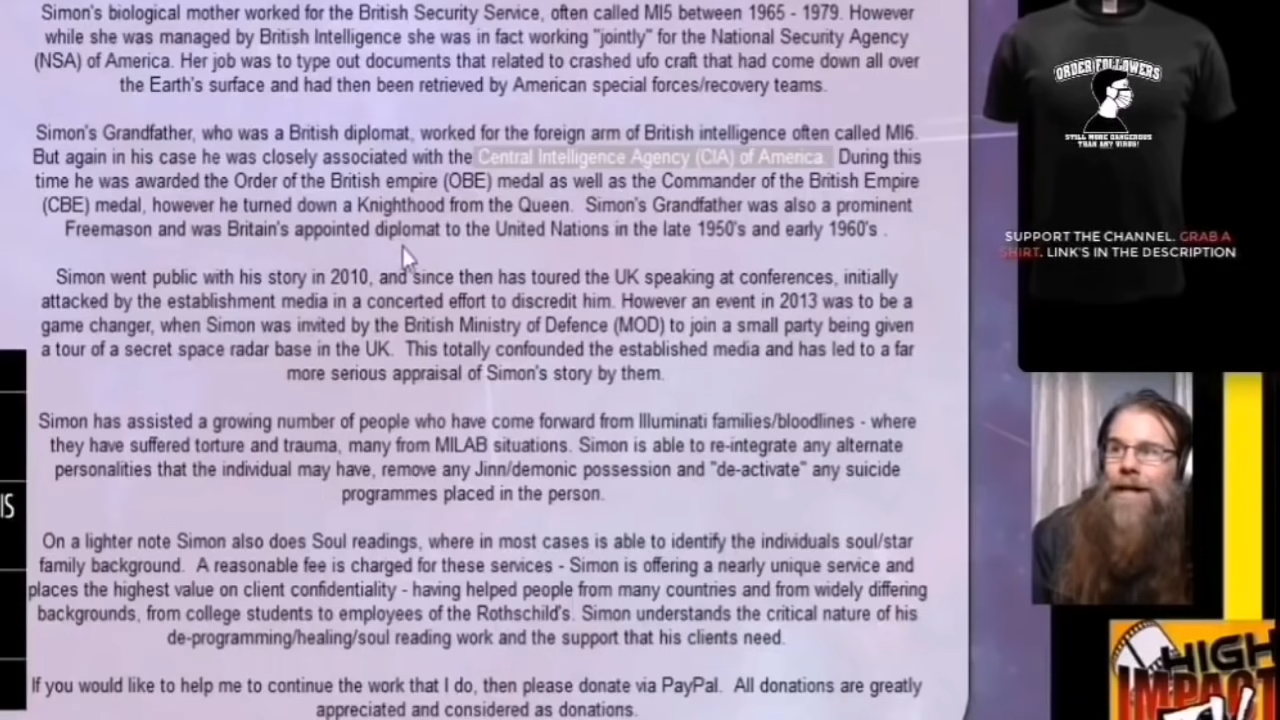 Simon's biological mother worked for the British Security Service, often called MI5 between 1965 - 1979. However
while she was managed by British Intelligence she was in fact working "jointly" for the National Security Agency
(NSA) of America. Her job was to type out documents that related to crashed ufo craft that had come down all over
the Earth's surface and had then been retrieved by American special forces/recovery teams.
Simon's Grandfather, who was a British diplomat, worked for the foreign arm of British intelligence often called MI6.
But again in his case he was closely associated with the Central Intelligence Agency (CIA) of America. During this
time he was awarded the Order of the British empire (OBE) medal as well as the Commander of the British Empire
(CBE) medal, however he turned down a Knighthood from the Queen. Simon's Grandfather was also a prominent
Freemason and was Britain's appointed diplomat to the United Nations in the late 1950's and early 1960's .
Simon went public with his story in 2010, and since then has toured the UK speaking at conferences, initially
attacked by the establishment media in a concerted effort to discredit him. However an event in 2013 was to be a
game changer, when Simon was invited by the British Ministry of Defence (MOD) to join a small party being given
a tour of a secret space radar base in the UK. This totally confounded the established media and has led to a far
more serious appraisal of Simon's story by them.
Simon has assisted a growing number of people who have come forward from Illuminati families/bloodlines - where
they have suffered torture and trauma, many from MILAB situations. Simon is able to re-integrate any alternate
personalities that the individual may have, remove any Jinn/demonic possession and "de-activate" any suicide
programmes placed in the person.
On a lighter note Simon also does Soul readings, where in most cases is able to identify the individuals soul/star
family background. A reasonable fee is charged for these services - Simon is offering a nearly unique service and
places the highest value on client confidentiality - having helped people from many countries and from widely differing
backgrounds, from college students to employees of the Rothschild's. Simon understands the critical nature of his
de-programming/healing/soul reading work and the support that his clients need.
If you would like to help me to continue the work that I do, then please donate via PayPal. All donations are greatly
appreciated and considered as donations.
IS
ORDER FOLLOWERS
STILL MORE DANGEROUS
THAN ANY VIRUS!
SUPPORT THE CHANNEL. GRAB A
SHIRT. LINK'S IN THE DESCRIPTION
HIGH
IMPACT
TV